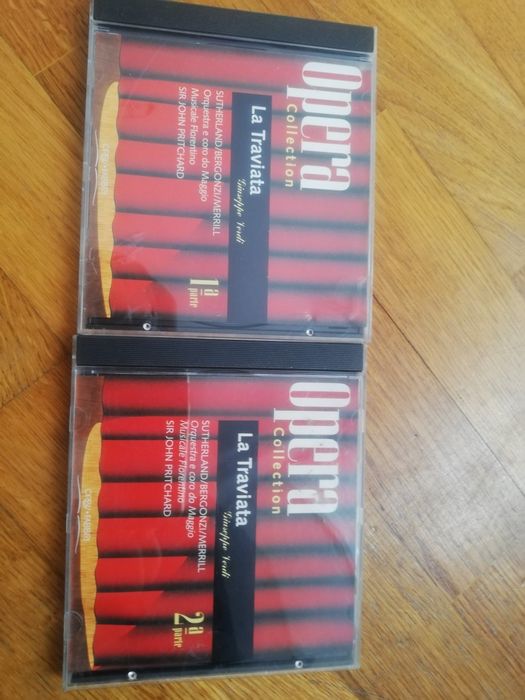 Opera
Collection
La Traviata
Giuseppe Verdi
SUTHERLAND/BERGONZI/MERRILL
Orquestra e coro do Maggio
Musicale Florentino
SIR JOHN PRITCHARD
1ª
parte
Opera
Collection
La Traviata
Giuseppe Verdi
SUTHERLAND/BERGONZI/MERRILL
Orquestra e coro do Maggio
Musicale Florentino
SIR JOHN PRITCHARD
2ª
parte